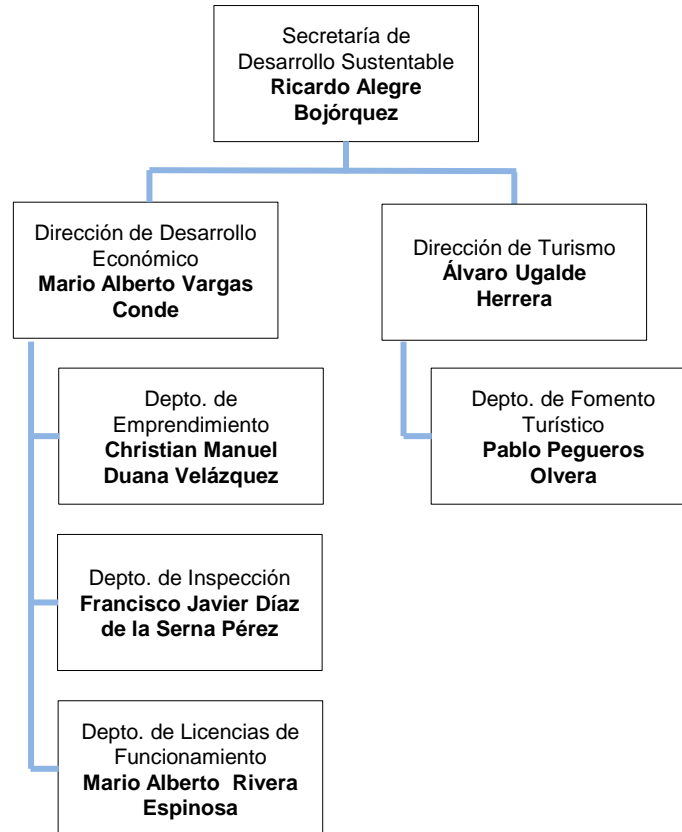 Secretaría de
Desarrollo Sustentable
Ricardo Alegre
Bojórquez
Dirección de Desarrollo
Económico
Mario Alberto Vargas
Conde
Dirección de Turismo
Álvaro Ugalde
Herrera
Depto. de
Emprendimiento
Christian Manuel
Duana Velázquez
Depto. de Fomento
Turístico
Pablo Pegueros
Olvera
Depto. de Inspección
Francisco Javier Díaz
de la Serna Pérez
Depto. de Licencias de
Funcionamiento
Mario Alberto  Rivera
Espinosa